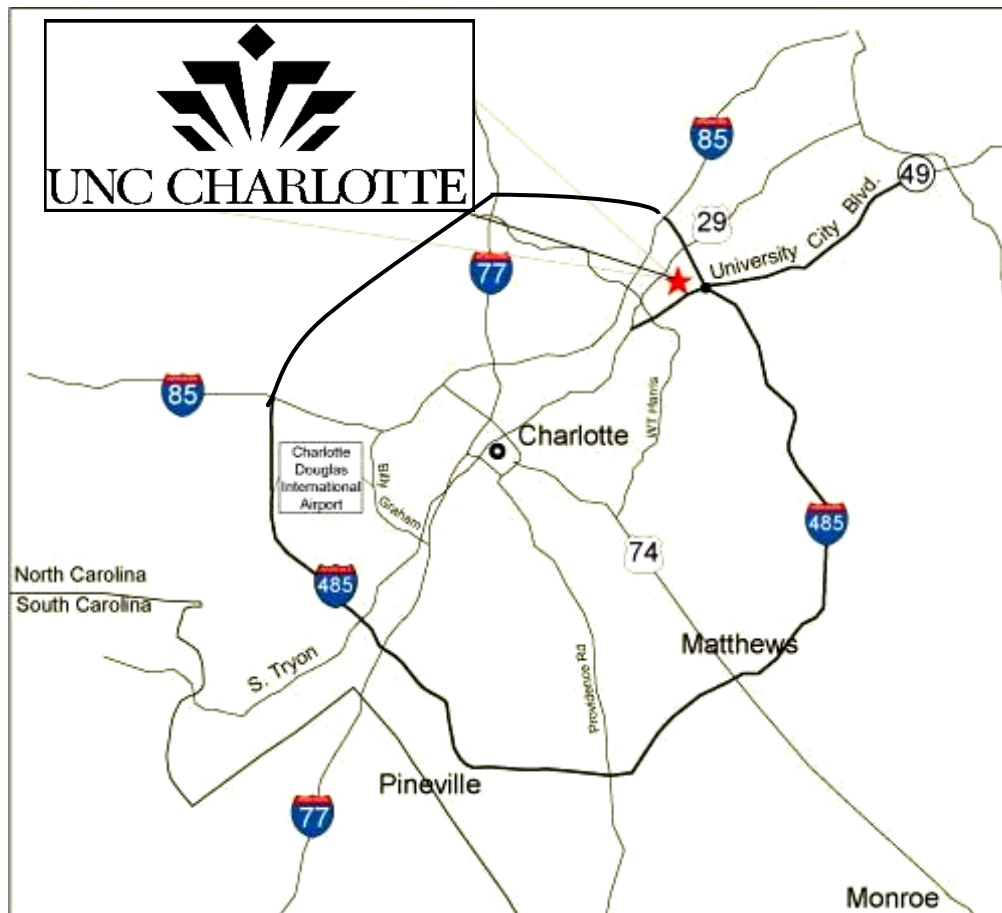 UNC CHARLOTTE
85
49
29
University City Blvd.
77
85
WT Harris
Charlotte
Charlotte
Douglas
International
Airport
Billy
Graham
485
74
North Carolina
485
South Carolina
Matthews
S. Tryon
Providence Rd
Pineville
77
Monroe